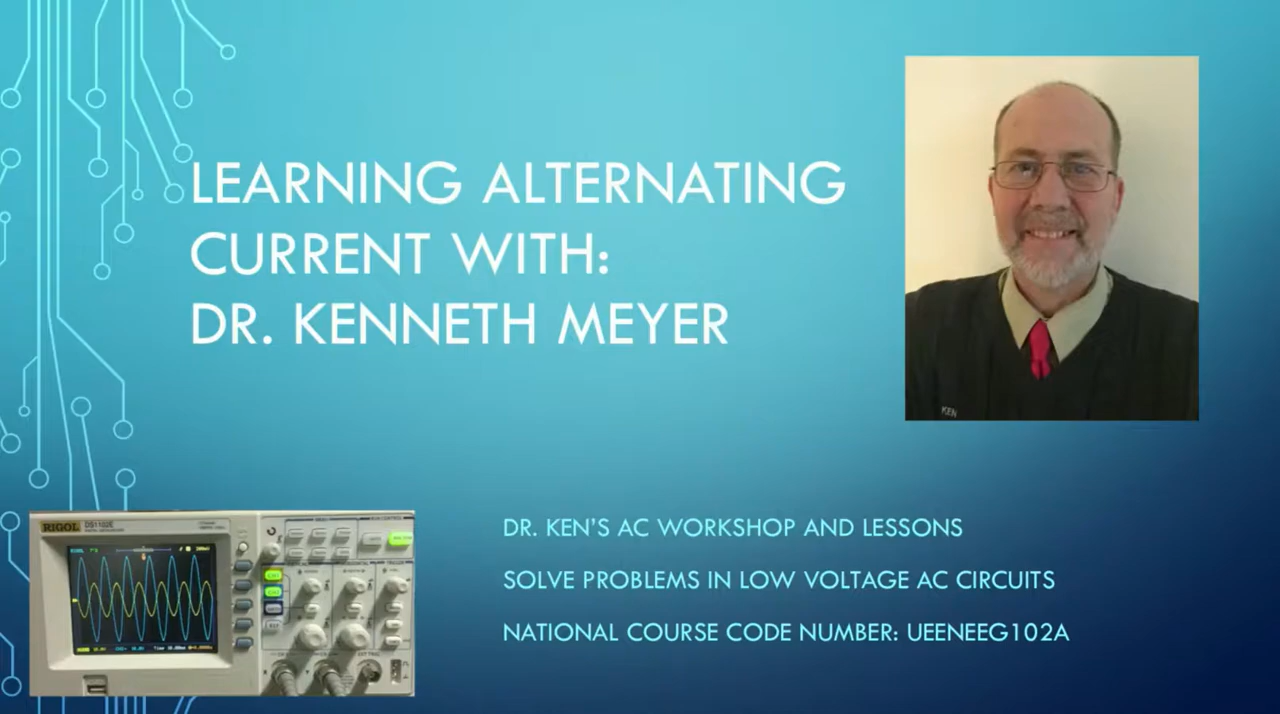 LEARNING ALTERNATING
CURRENT WITH:
DR. KENNETH MEYER
KEN
RIGOL DS1102E
DR. KEN'S AC WORKSHOP AND LESSONS
SOLVE PROBLEMS IN LOW VOLTAGE AC CIRCUITS
NATIONAL COURSE CODE NUMBER: UEENEEG102A